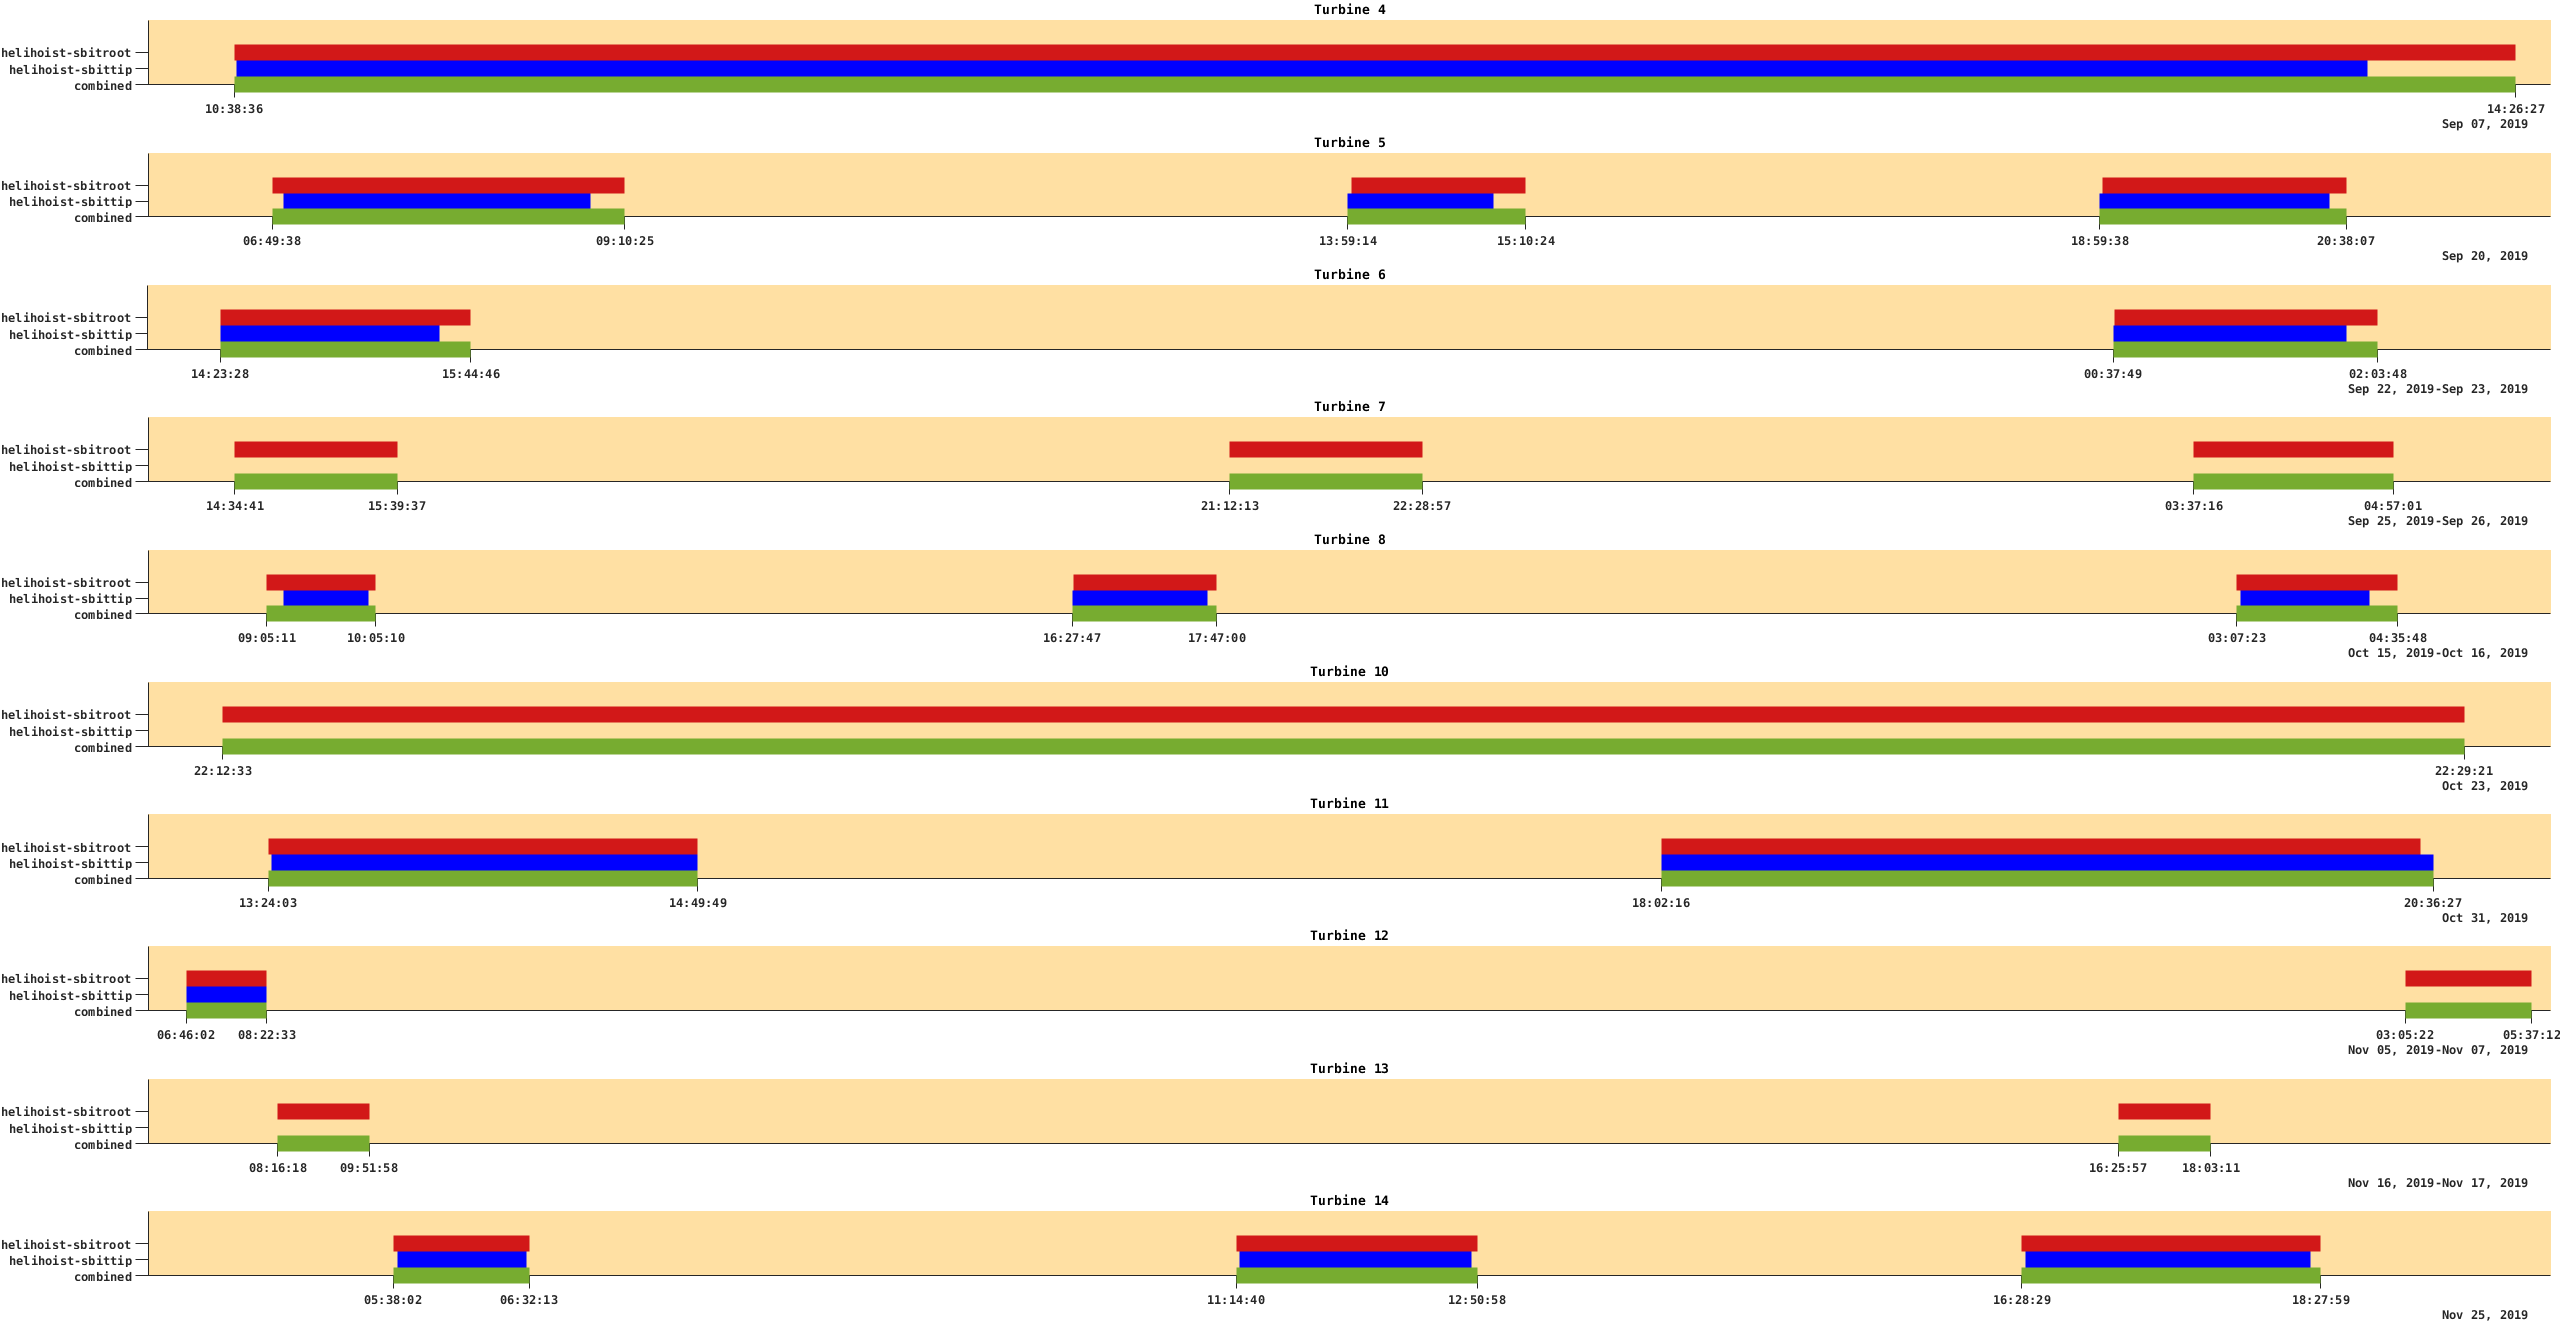 Turbine 4
helihoist-sbitroot
helihoist-sbittip
combined
10:38:36 14:26:27
Sep 07, 2019
Turbine 5
helihoist-sbitroot
helihoist-sbittip
combined
06:49:38 09:10:25 13:59:14 15:10:24 18:59:38 20:38:07
Sep 20, 2019
Turbine 6
helihoist-sbitroot
helihoist-sbittip
combined
14:23:28 15:44:46 00:37:49 02:03:48
Sep 22, 2019-Sep 23, 2019
Turbine 7
helihoist-sbitroot
helihoist-sbittip
combined
14:34:41 15:39:37 21:12:13 22:28:57 03:37:16 04:57:01
Sep 25, 2019-Sep 26, 2019
Turbine 8
helihoist-sbitroot
helihoist-sbittip
combined
09:05:11 10:05:10 16:27:47 17:47:00 03:07:23 04:35:48
Oct 15, 2019-Oct 16, 2019
Turbine 10
helihoist-sbitroot
helihoist-sbittip
combined
22:12:33 22:29:21
Oct 23, 2019
Turbine 11
helihoist-sbitroot
helihoist-sbittip
combined
13:24:03 14:49:49 18:02:16 20:36:27
Oct 31, 2019
Turbine 12
helihoist-sbitroot
helihoist-sbittip
combined
06:46:02 08:22:33 03:05:22 05:37:12
Nov 05, 2019-Nov 07, 2019
Turbine 13
helihoist-sbitroot
helihoist-sbittip
combined
08:16:18 09:51:58 16:25:57 18:03:11
Nov 16, 2019-Nov 17, 2019
Turbine 14
helihoist-sbitroot
helihoist-sbittip
combined
05:38:02 06:32:13 11:14:40 12:50:58 16:28:29 18:27:59
Nov 25, 2019